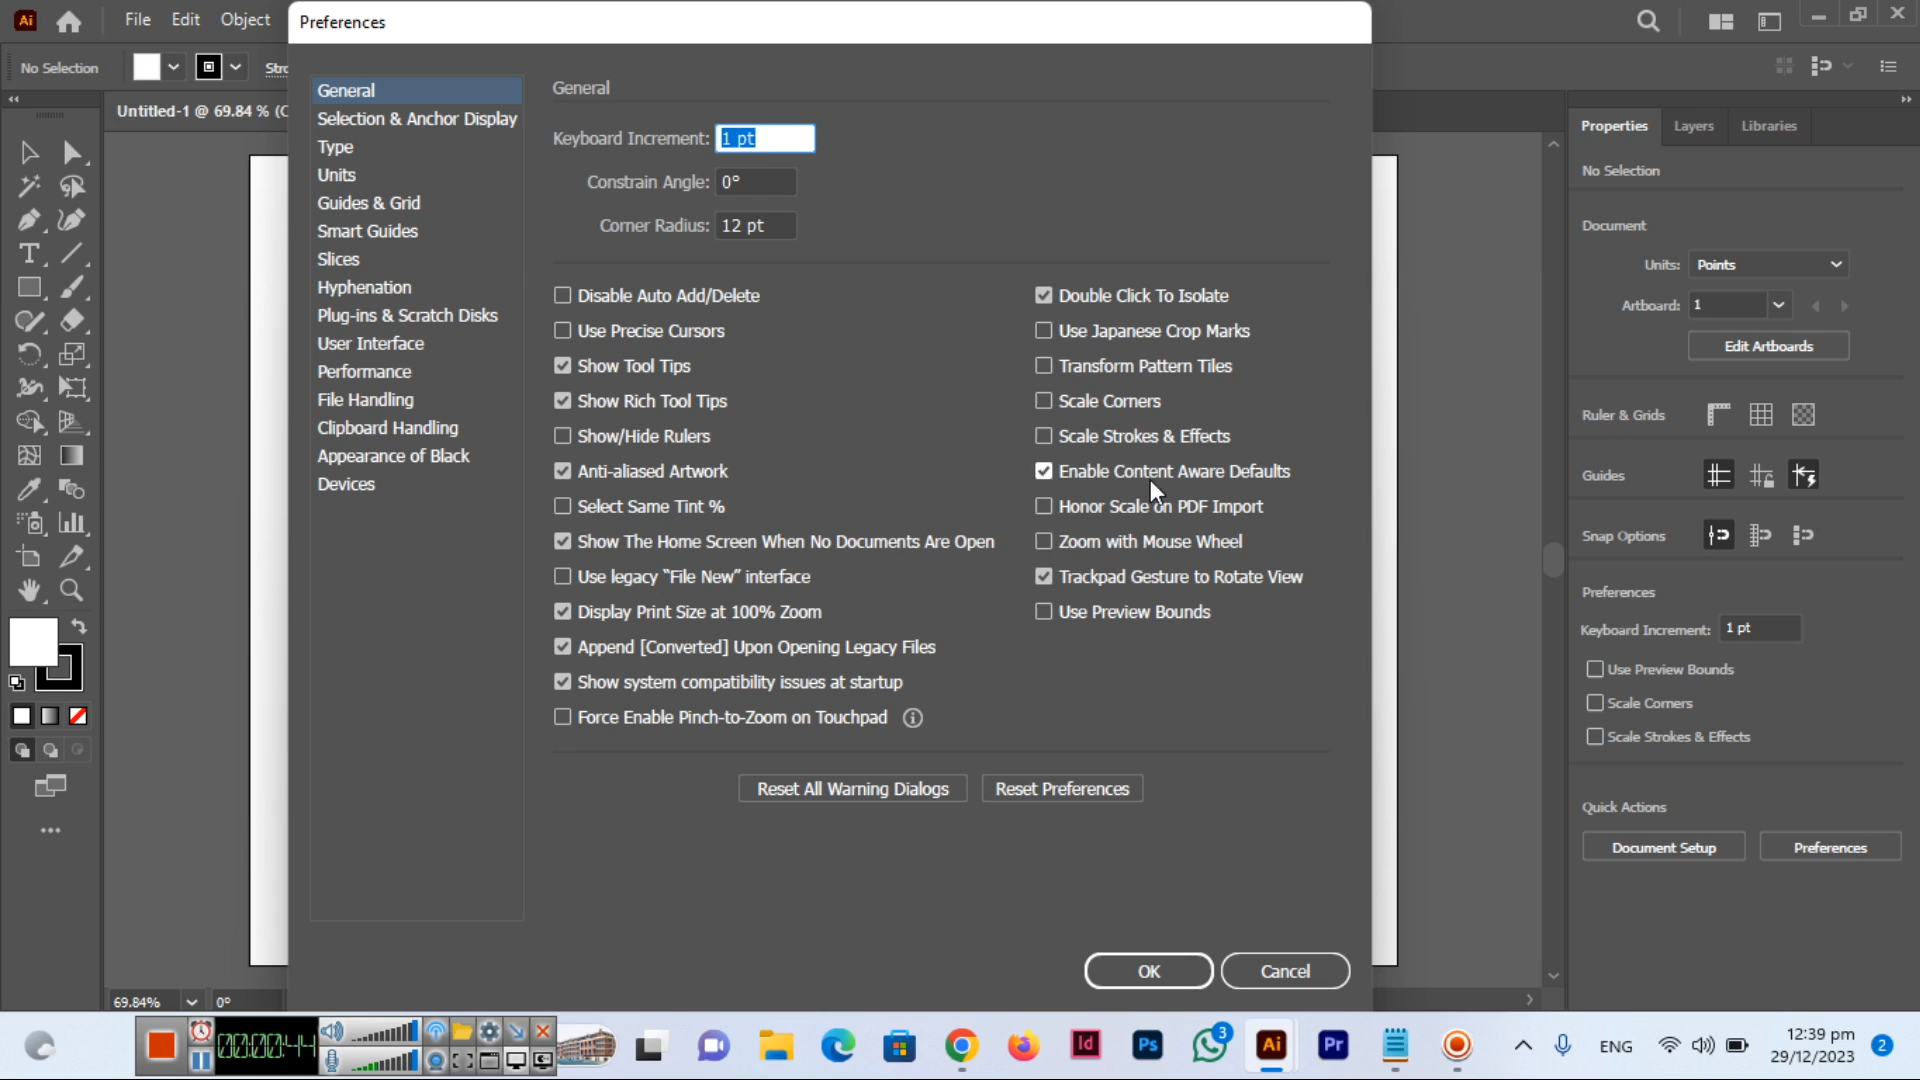 Ai
File Edit Object
Preferences
No Selection
Stro
Untitled-1 @ 69.84 % (C
General
Selection & Anchor Display
Type
Units
Guides & Grid
Smart Guides
Slices
Hyphenation
Plug-ins & Scratch Disks
User Interface
Performance
File Handling
Clipboard Handling
Appearance of Black
Devices
General
Keyboard Increment: 1 pt
Constrain Angle: 0°
Corner Radius: 12 pt
Disable Auto Add/Delete
Use Precise Cursors
Show Tool Tips
Show Rich Tool Tips
Show/Hide Rulers
Anti-aliased Artwork
Select Same Tint %
Show The Home Screen When No Documents Are Open
Use legacy “File New” interface
Display Print Size at 100% Zoom
Append [Converted] Upon Opening Legacy Files
Show system compatibility issues at startup
Force Enable Pinch-to-Zoom on Touchpad
Double Click To Isolate
Use Japanese Crop Marks
Transform Pattern Tiles
Scale Corners
Scale Strokes & Effects
Enable Content Aware Defaults
Honor Scale on PDF Import
Zoom with Mouse Wheel
Trackpad Gesture to Rotate View
Use Preview Bounds
Reset All Warning Dialogs
Reset Preferences
OK
Cancel
Properties Layers Libraries
No Selection
Document
Units: Points
Artboard: 1
Edit Artboards
Ruler & Grids
Guides
Snap Options
Preferences
Keyboard Increment: 1 pt
Use Preview Bounds
Scale Corners
Scale Strokes & Effects
Quick Actions
Document Setup
Preferences
69.84% 0°
00:00:44
Id
Ps
3
Ai
Pr
ENG
12:39 pm
29/12/2023
2